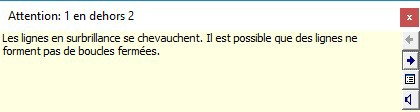 Attention: 1 en dehors 2
Les lignes en surbrillance se chevauchent. Il est possible que des lignes ne
forment pas de boucles fermées.